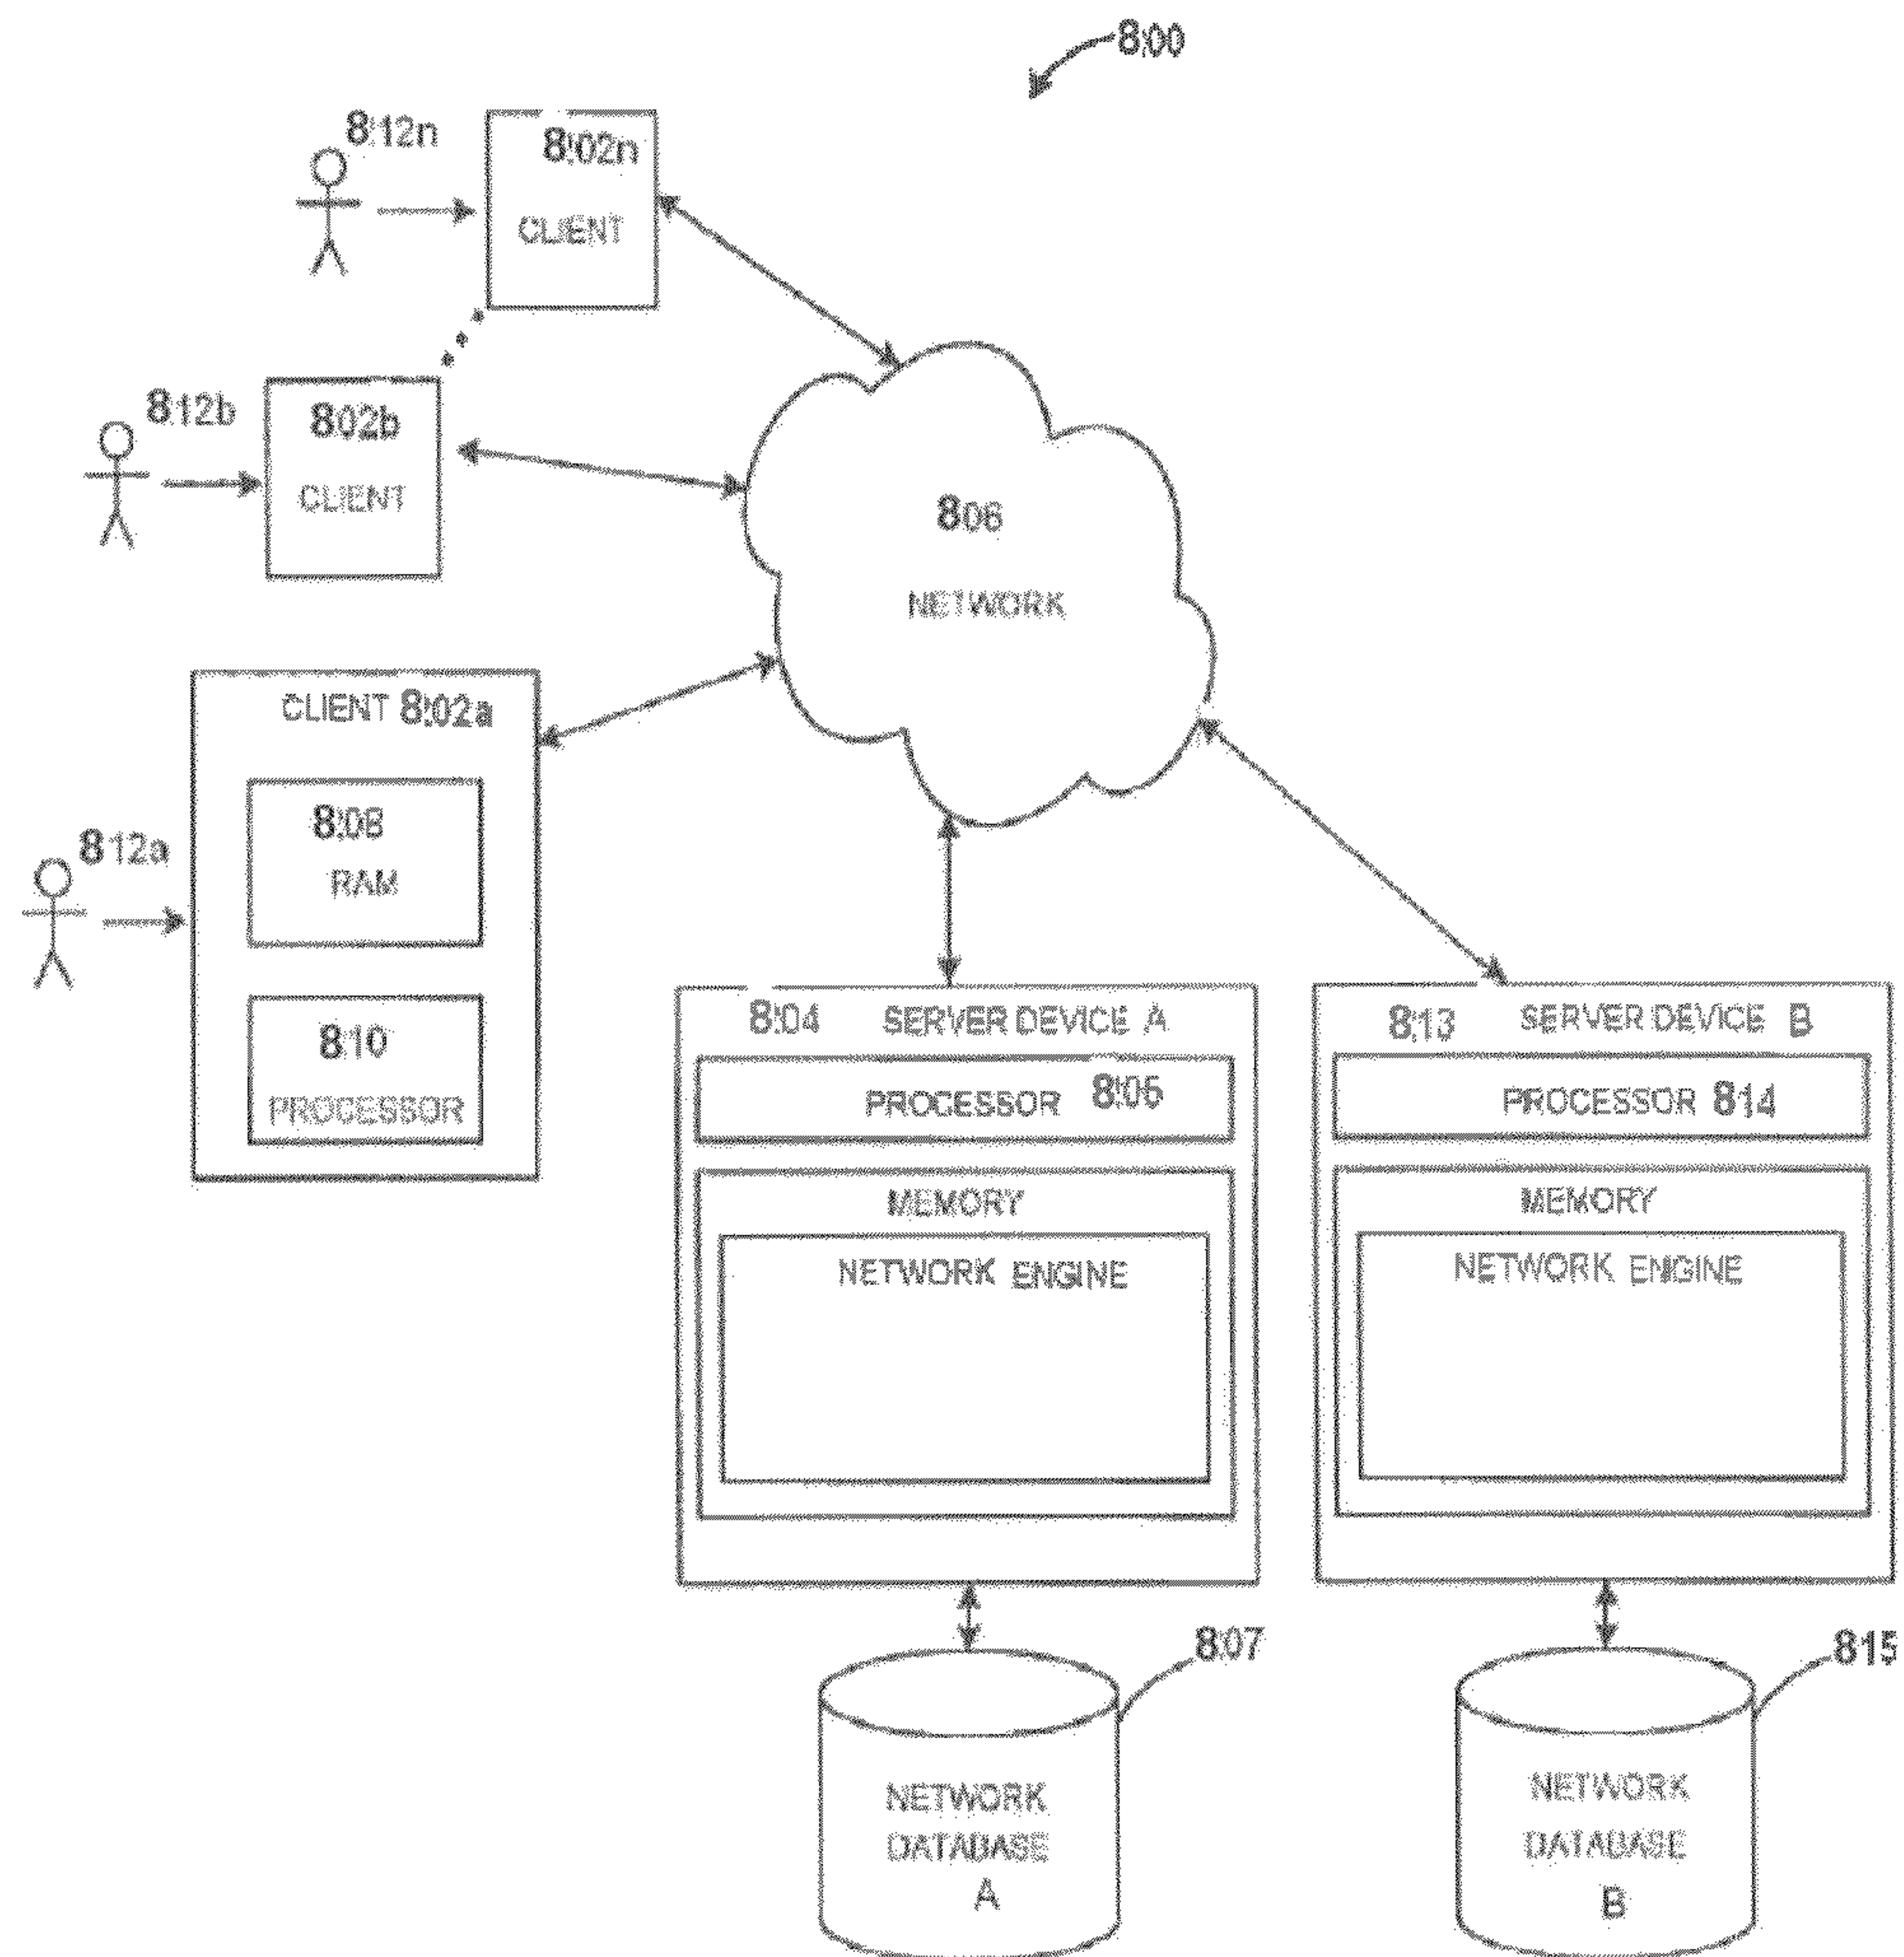 800
812n
802n
CLIENT
812b
802b
CLIENT
806
NETWORK
CLIENT 802a
808
RAM
812a
810
PROCESSOR
804 SERVER DEVICE A
PROCESSOR 805
MEMORY
NETWORK ENGINE
813 SERVER DEVICE B
PROCESSOR 814
MEMORY
NETWORK ENGINE
807
NETWORK
DATABASE
A
815
NETWORK
DATABASE
B